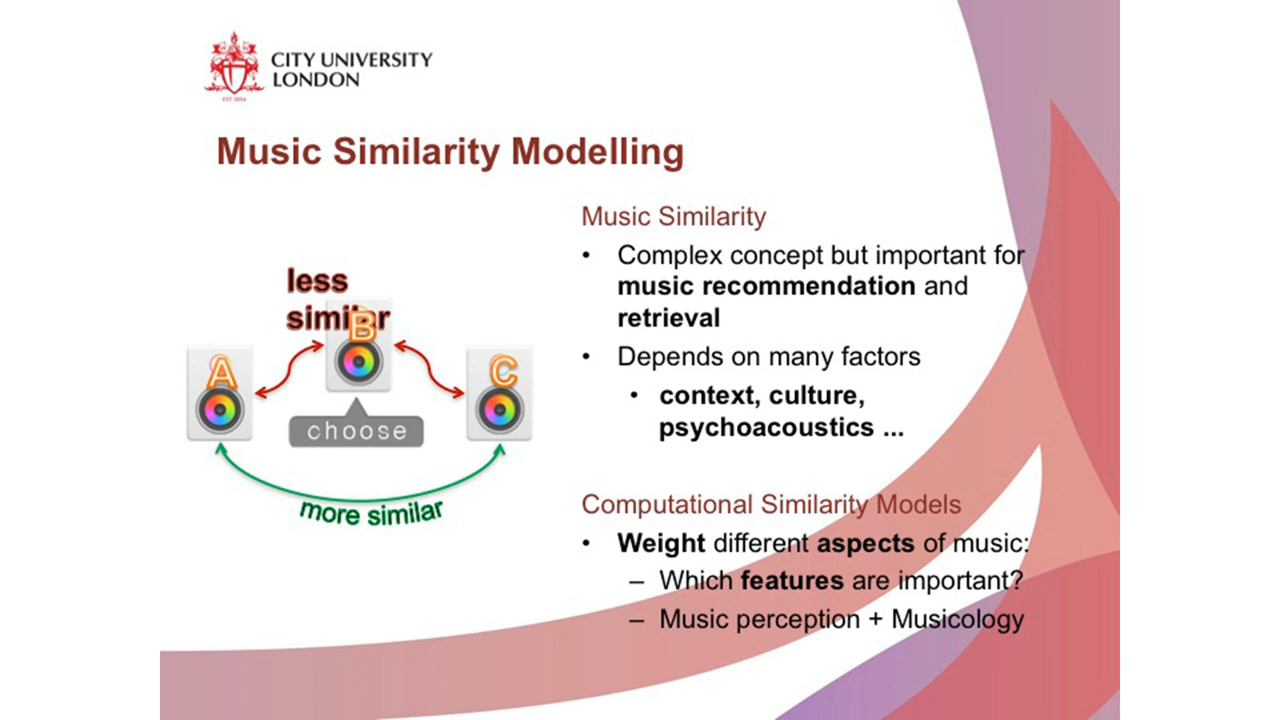 CITY UNIVERSITY
LONDON
EST 1894
Music Similarity Modelling
less
similar
A
B
C
choose
more similar
Music Similarity
• Complex concept but important for
music recommendation and
retrieval
• Depends on many factors
• context, culture,
psychoacoustics ...
Computational Similarity Models
• Weight different aspects of music:
– Which features are important?
– Music perception + Musicology